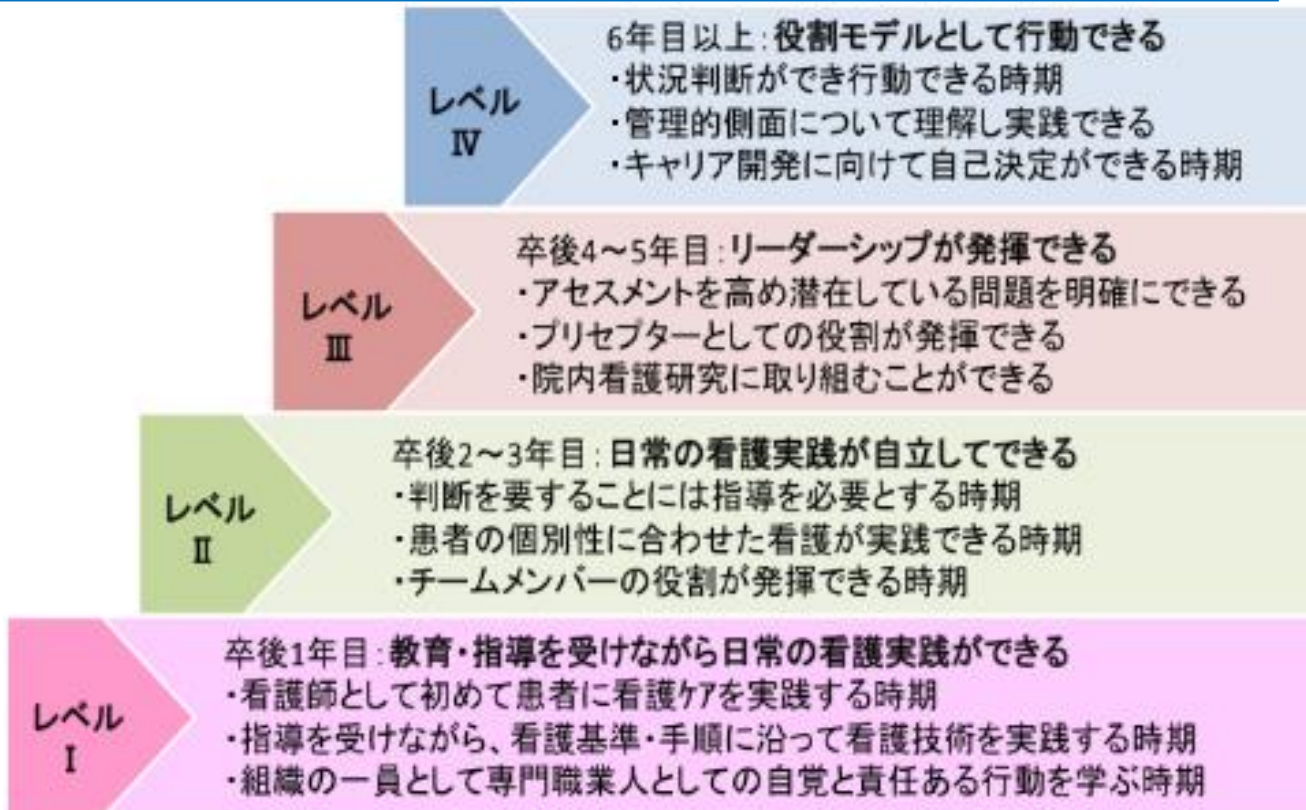 レベル
Ⅳ
6年目以上:役割モデルとして行動できる
・状況判断ができ行動できる時期
・管理的側面について理解し実践できる
・キャリア開発に向けて自己決定ができる時期
レベル
Ⅲ
卒後4～5年目:リーダーシップが発揮できる
・アセスメントを高め潜在している問題を明確にできる
・プリセプターとしての役割が発揮できる
・院内看護研究に取り組むことができる
レベル
Ⅱ
卒後2～3年目:日常の看護実践が自立してできる
・判断を要することには指導を必要とする時期
・患者の個別性に合わせた看護が実践できる時期
・チームメンバーの役割が発揮できる時期
レベル
Ⅰ
卒後1年目:教育・指導を受けながら日常の看護実践ができる
・看護師として初めて患者に看護ｹｱを実践する時期
・指導を受けながら、看護基準・手順に沿って看護技術を実践する時期
・組織の一員として専門職業人としての自覚と責任ある行動を学ぶ時期